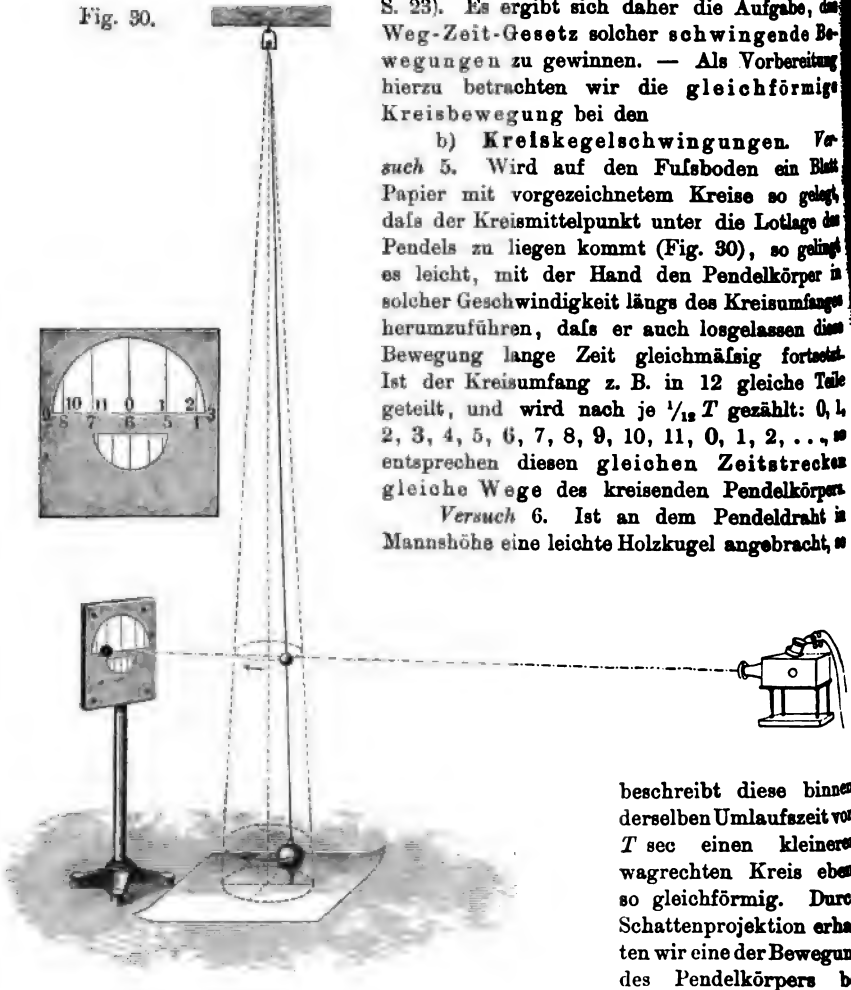 Fig. 30.
S. 23). Es ergibt sich daher die Aufgabe, das
Weg-Zeit-Gesetz solcher schwingende Be-
wegungen zu gewinnen. — Als Vorbereitung
hierzu betrachten wir die gleichförmige
Kreisbewegung bei den
b) Kreiskegelschwingungen. Ver-
such 5. Wird auf den Fufsboden ein Blatt
Papier mit vorgezeichnetem Kreise so gelegt,
dafs der Kreismittelpunkt unter die Lotlage des
Pendels zu liegen kommt (Fig. 30), so gelingt
es leicht, mit der Hand den Pendelkörper in
solcher Geschwindigkeit längs des Kreisumfanges
herumzuführen, dafs er auch losgelassen diese
Bewegung lange Zeit gleichmäfsig fortsetzt.
Ist der Kreisumfang z. B. in 12 gleiche Teile
geteilt, und wird nach je 1/12 T gezählt: 0, 1,
2, 3, 4, 5, 6, 7, 8, 9, 10, 11, 0, 1, 2, . . ., so
entsprechen diesen gleichen Zeitstrecken
gleiche Wege des kreisenden Pendelkörpers.
Versuch 6. Ist an dem Pendeldraht in
Mannshöhe eine leichte Holzkugel angebracht, so
9 10 11 0 1 2 3
8 7 6 5 4
beschreibt diese binnen
derselben Umlaufszeit von
T sec einen kleineren
wagrechten Kreis eben
so gleichförmig. Durc
Schattenprojektion erha
ten wir eine der Bewegun
des Pendelkörpers b